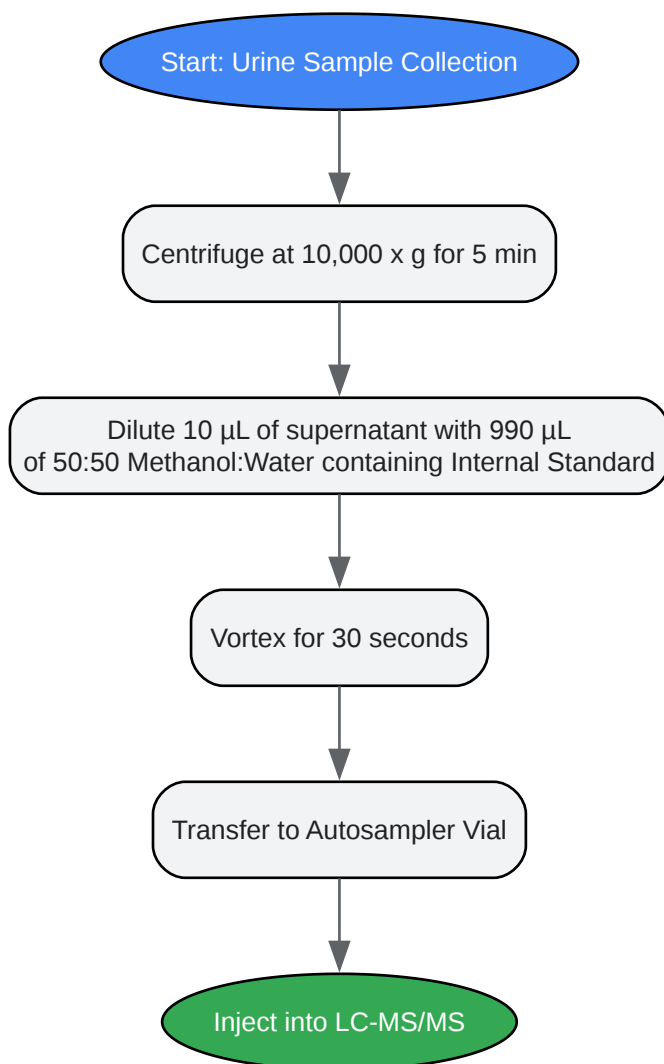 Start: Urine Sample Collection
Centrifuge at 10,000 x g for 5 min
Dilute 10 µL of supernatant with 990 µL
of 50:50 Methanol:Water containing Internal Standard
Vortex for 30 seconds
Transfer to Autosampler Vial
Inject into LC-MS/MS